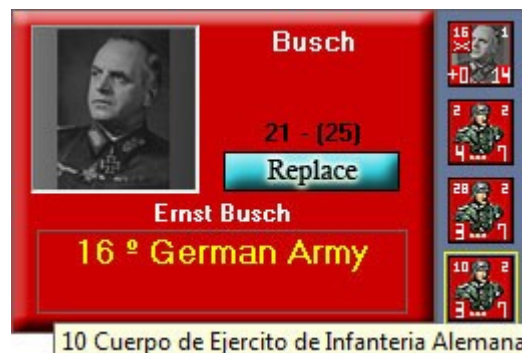 Busch
21 - (25)
Replace
Ernst Busch
16 º German Army
16 1
+0 14
2 2
4 7
28 2
3 7
10 2
3 7
10 Cuerpo de Ejercito de Infanteria Alemana